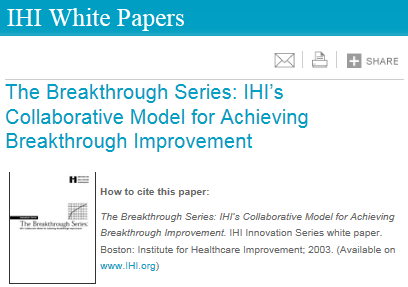 IHI White Papers
SHARE
The Breakthrough Series: IHI's
Collaborative Model for Achieving
Breakthrough Improvement
The Breakthrough Series:
How to cite this paper:
The Breakthrough Series: IHI's Collaborative Model for Achieving
Breakthrough Improvement. IHI Innovation Series white paper.
Boston: Institute for Healthcare Improvement; 2003. (Available on
www.IHI.org)